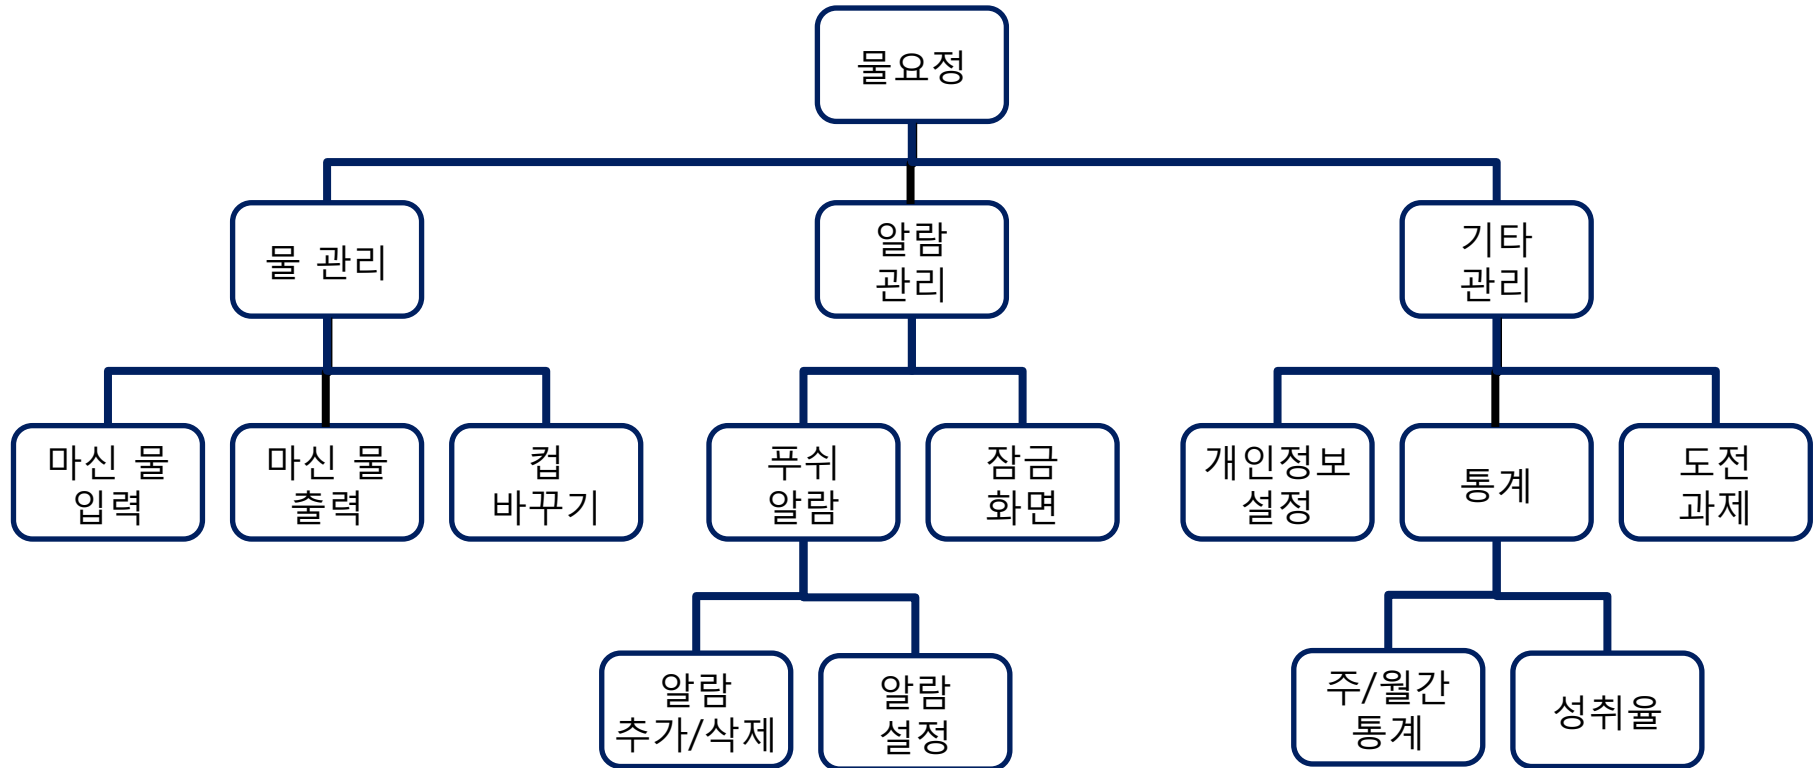 물요정
물 관리
알람
관리
기타
관리
마신 물
입력
마신 물
출력
컵
바꾸기
푸쉬
알람
잠금
화면
개인정보
설정
통계
도전
과제
알람
추가/삭제
알람
설정
주/월간
통계
성취율